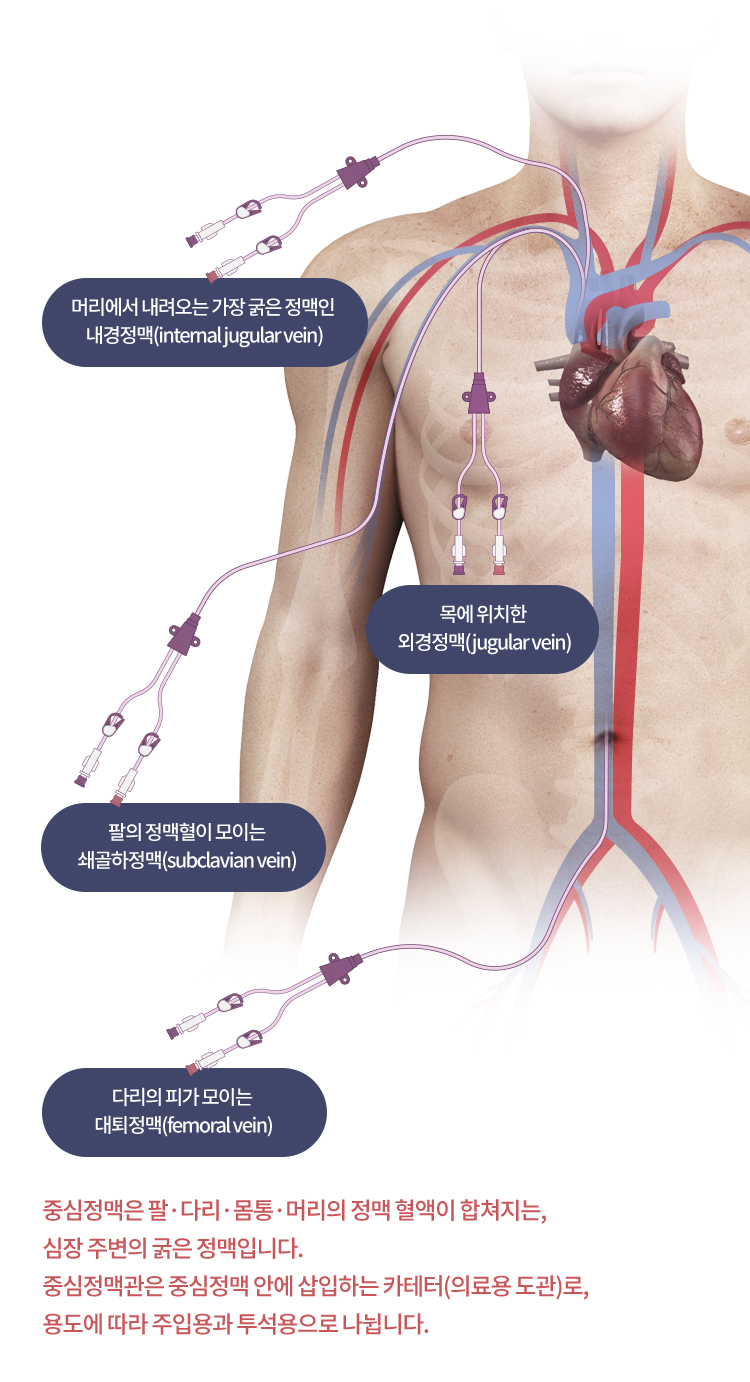 머리에서 내려오는 가장 굵은 정맥인
내경정맥(internal jugular vein)
목에 위치한
외경정맥(jugular vein)
팔의 정맥혈이 모이는
쇄골하정맥(subclavian vein)
다리의 피가 모이는
대퇴정맥(femoral vein)
중심정맥은 팔·다리·몸통·머리의 정맥 혈액이 합쳐지는,
심장 주변의 굵은 정맥입니다.
중심정맥관은 중심정맥 안에 삽입하는 카테터(의료용 도관)로,
용도에 따라 주입용과 투석용으로 나뉩니다.